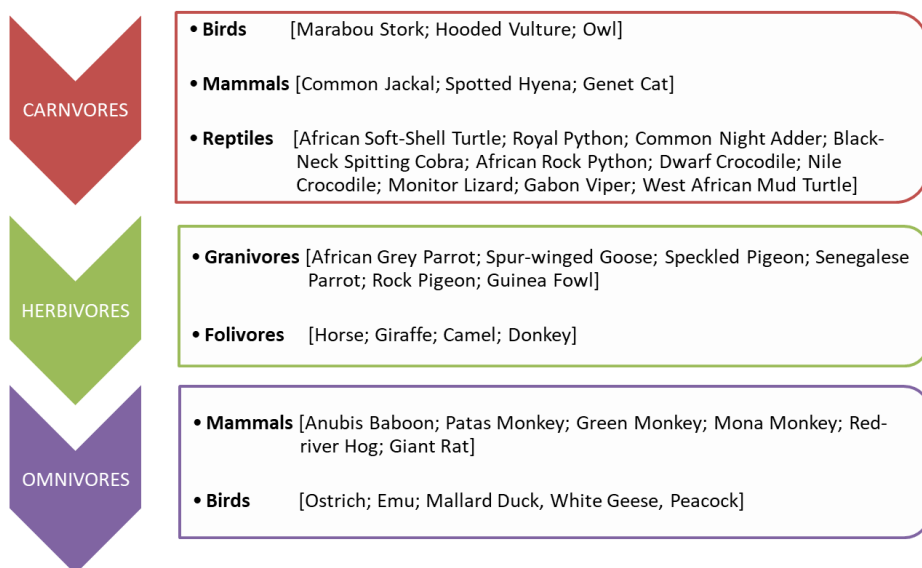 CARNVORES
• Birds [Marabou Stork; Hooded Vulture; Owl]
• Mammals [Common Jackal; Spotted Hyena; Genet Cat]
• Reptiles [African Soft-Shell Turtle; Royal Python; Common Night Adder; Black-
Neck Spitting Cobra; African Rock Python; Dwarf Crocodile; Nile
Crocodile; Monitor Lizard; Gabon Viper; West African Mud Turtle]
HERBIVORES
• Granivores [African Grey Parrot; Spur-winged Goose; Speckled Pigeon; Senegalese
Parrot; Rock Pigeon; Guinea Fowl]
• Folivores [Horse; Giraffe; Camel; Donkey]
OMNIVORES
• Mammals [Anubis Baboon; Patas Monkey; Green Monkey; Mona Monkey; Red-
river Hog; Giant Rat]
• Birds [Ostrich; Emu; Mallard Duck, White Geese, Peacock]